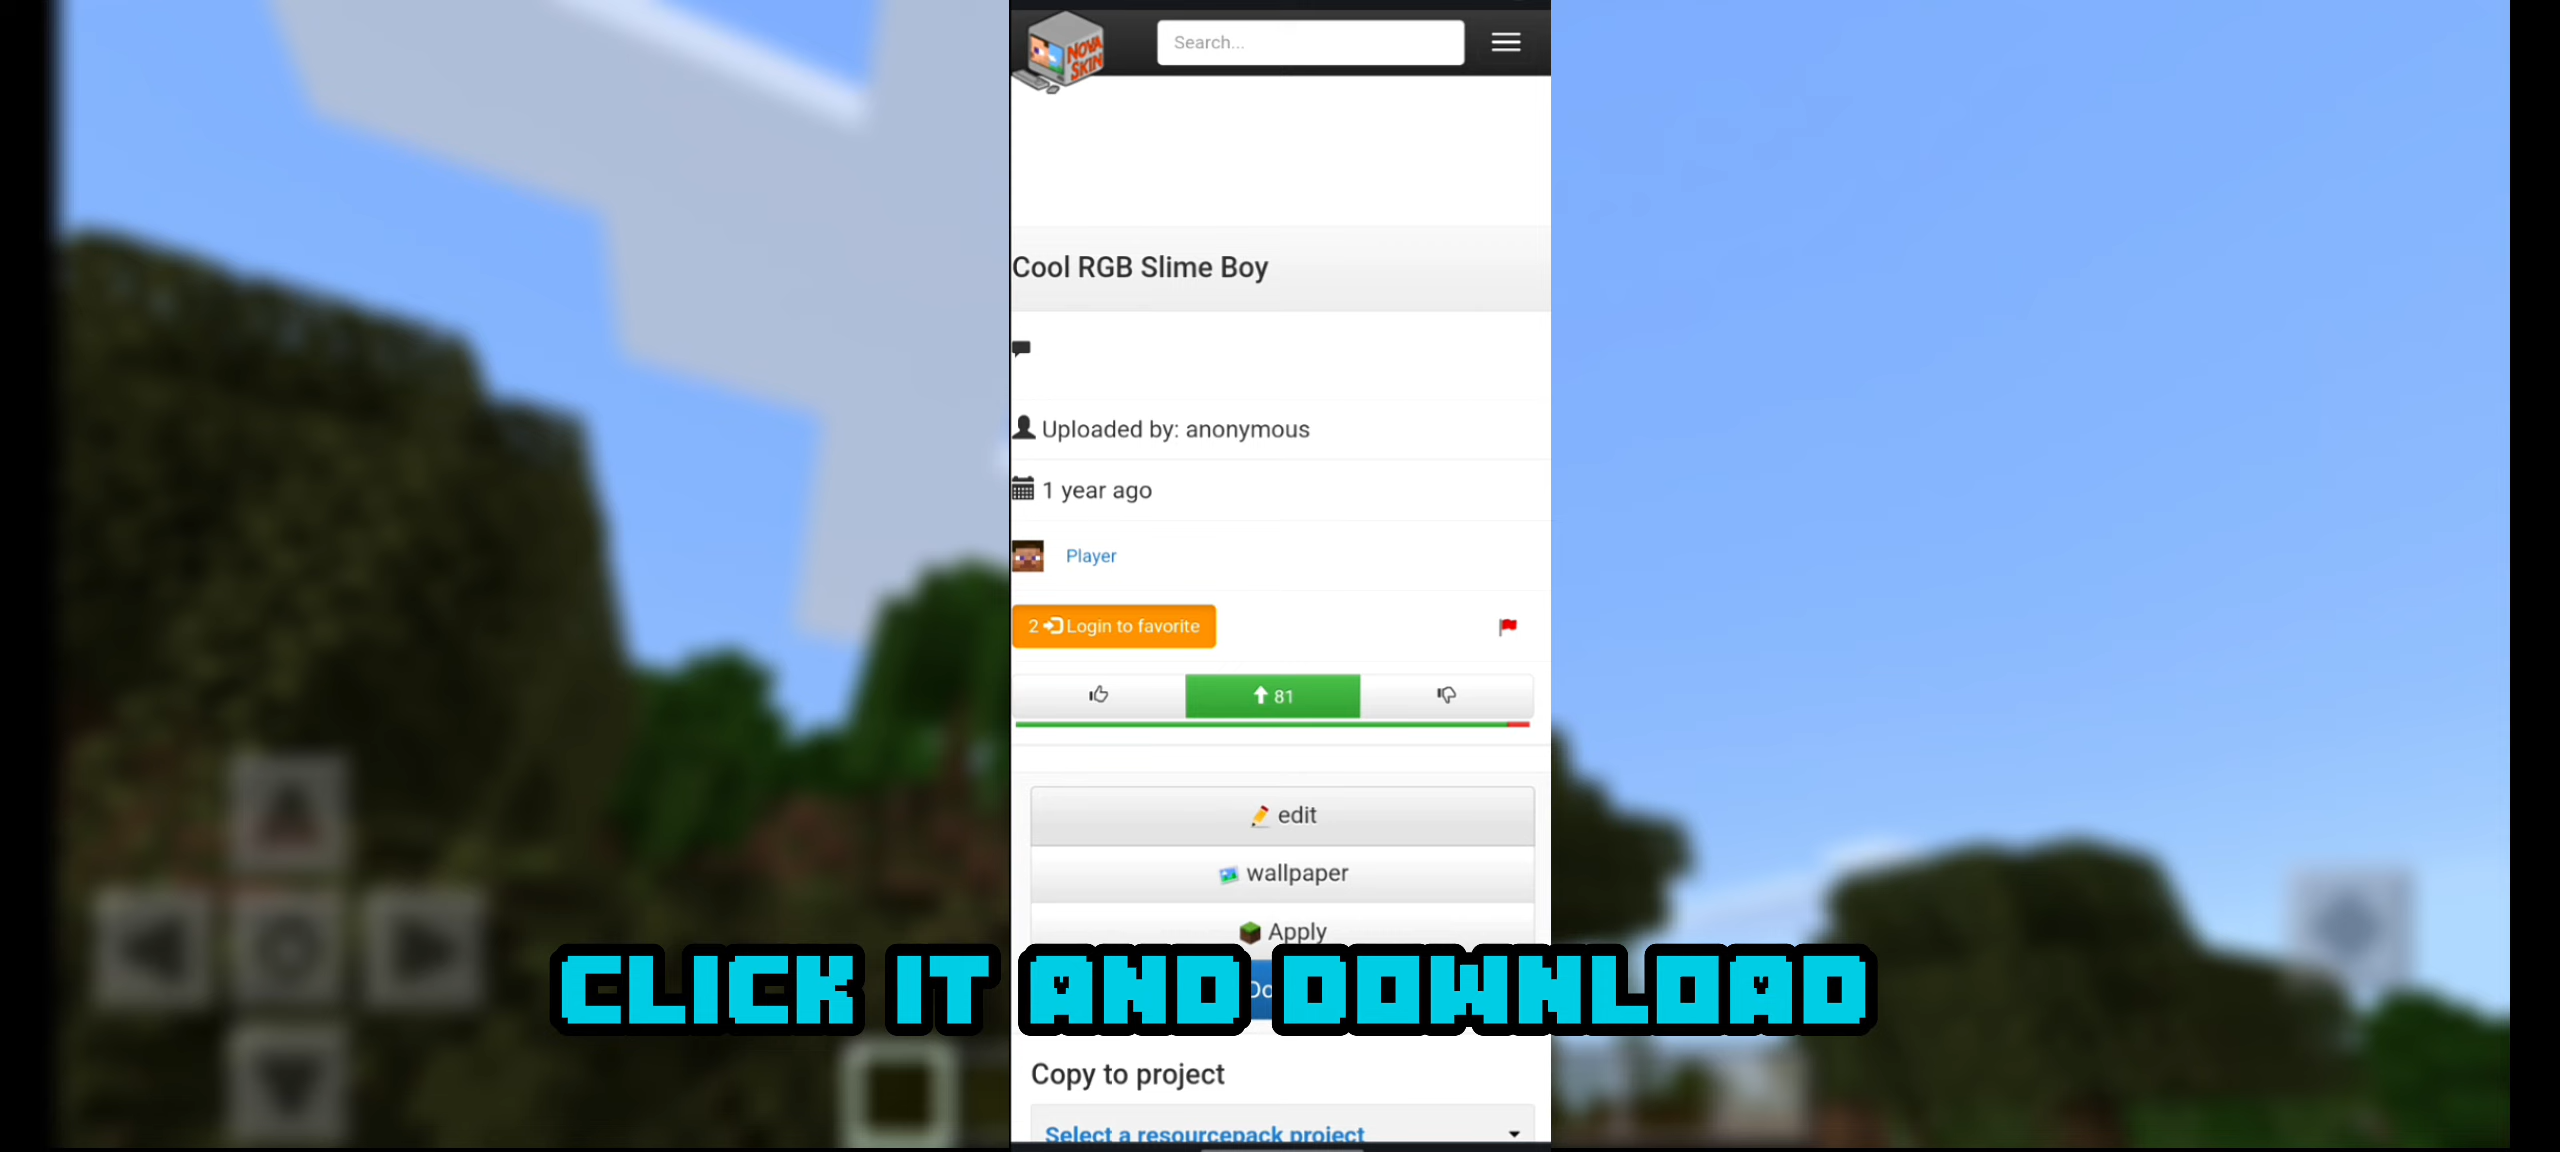 NOVA
SKIN
Search...
Cool RGB Slime Boy
Uploaded by: anonymous
1 year ago
Player
2 Login to favorite
81
edit
wallpaper
Apply
CLICK IT AND DOWNLOAD
Copy to project
Select a resourcepack project